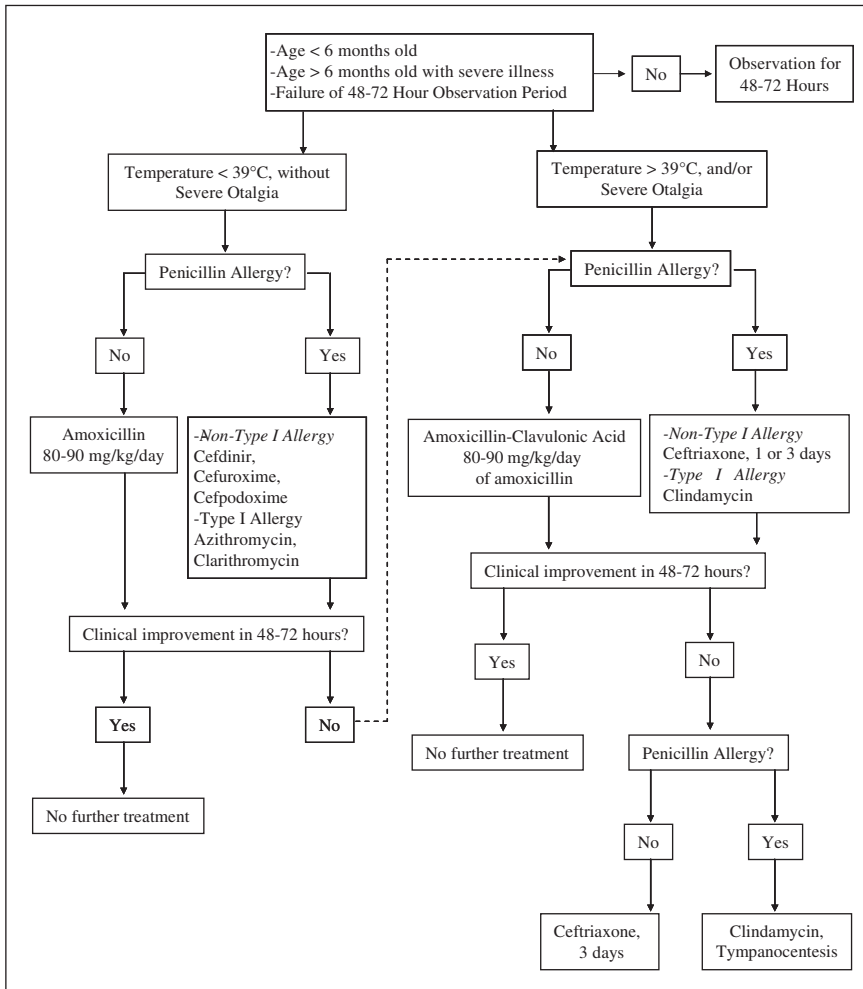 -Age < 6 months old
-Age > 6 months old with severe illness
-Failure of 48-72 Hour Observation Period
No
Observation for
48-72 Hours
Temperature < 39°C, without
Severe Otalgia
Temperature > 39°C, and/or
Severe Otalgia
Penicillin Allergy?
Penicillin Allergy?
No
Yes
No
Yes
Amoxicillin
80-90 mg/kg/day
-Non-Type I Allergy
Cefdinir,
Cefuroxime,
Cefpodoxime
-Type I Allergy
Azithromycin,
Clarithromycin
Amoxicillin-Clavulonic Acid
80-90 mg/kg/day
of amoxicillin
-Non-Type I Allergy
Ceftriaxone, 1 or 3 days
-Type I Allergy
Clindamycin
Clinical improvement in 48-72 hours?
Clinical improvement in 48-72 hours?
Yes
No
Yes
No
No further treatment
No further treatment
Penicillin Allergy?
No
Yes
Ceftriaxone,
3 days
Clindamycin,
Tympanocentesis